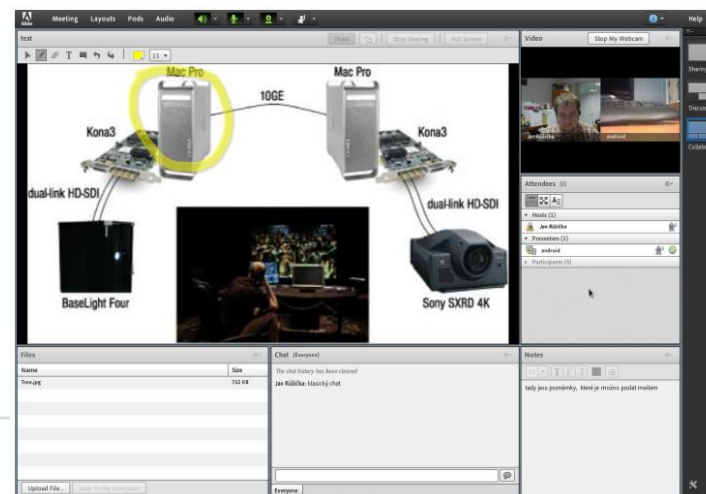 Adobe
Meeting Layouts Pods Audio Help
test
Draw Stop Sharing Full Screen
T 15
Mac Pro
Mac Pro
10GE
Kona3
Kona3
dual-link HD-SDI
dual-link HD-SDI
BaseLight Four
Sony SXRD 4K
Video Stop My Webcam
Jan Růžička android
Attendees (2)
Hosts (1)
Jan Růžička
Presenters (1)
android
Participants (0)
Sharing
Files
Name Size
Tree.jpg 752 KB
Upload File... Save To My Computer
Chat (Everyone)
The chat history has been cleared
Jan Růžička: klasický chat
Everyone
Notes
tady jsou poznámky, které je možno poslat mailem